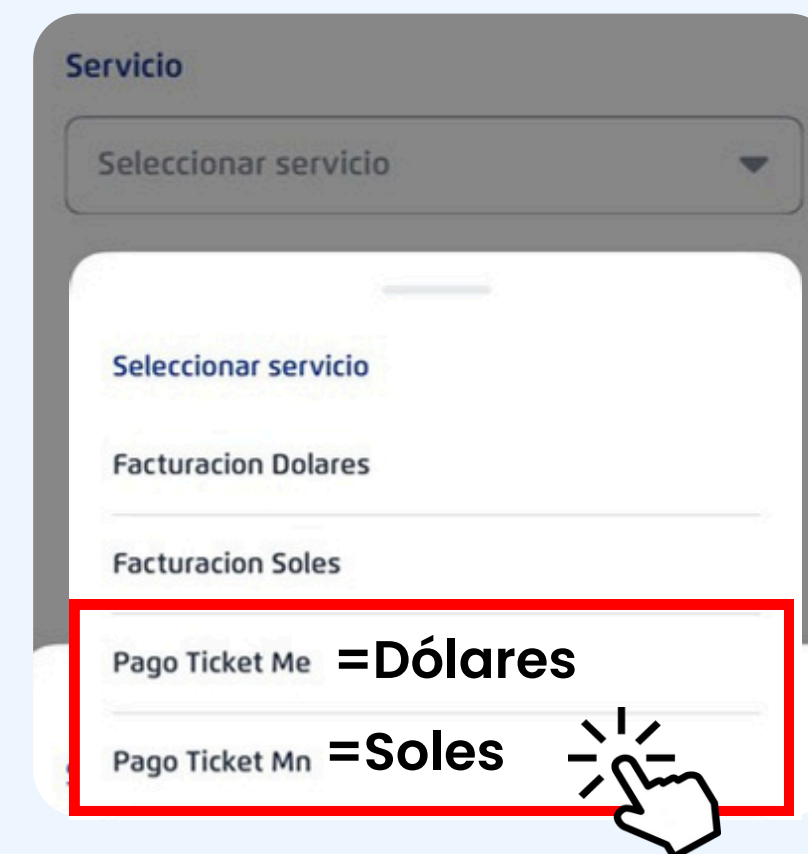 Servicio
Seleccionar servicio
Seleccionar servicio
Facturacion Dolares
Facturacion Soles
Pago Ticket Me =Dólares
Pago Ticket Mn =Soles